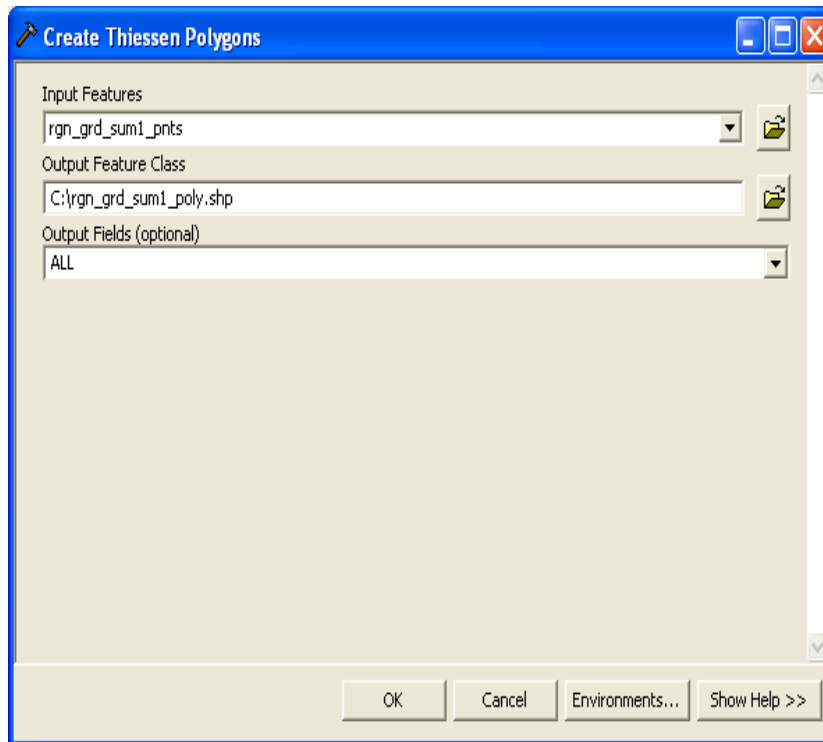 Create Thiessen Polygons
Input Features
rgn_grd_sum1_pnts
Output Feature Class
C:\rgn_grd_sum1_poly.shp
Output Fields (optional)
ALL
OK Cancel Environments... Show Help >>